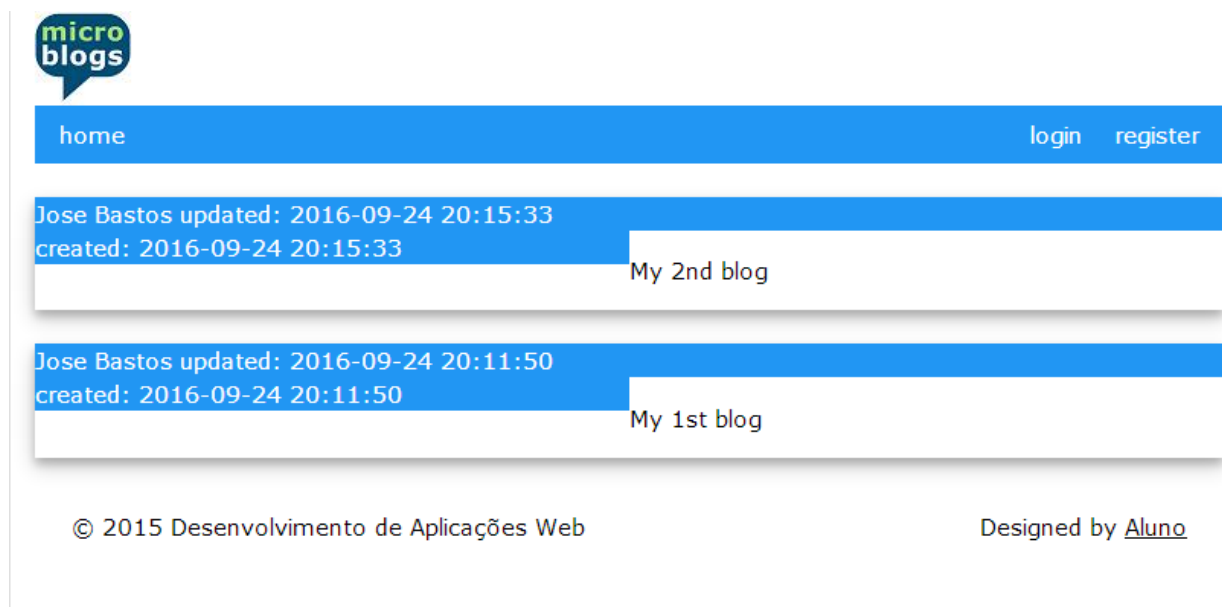 micro
blogs
home login register
Jose Bastos updated: 2016-09-24 20:15:33
created: 2016-09-24 20:15:33
My 2nd blog
Jose Bastos updated: 2016-09-24 20:11:50
created: 2016-09-24 20:11:50
My 1st blog
© 2015 Desenvolvimento de Aplicações Web Designed by Aluno